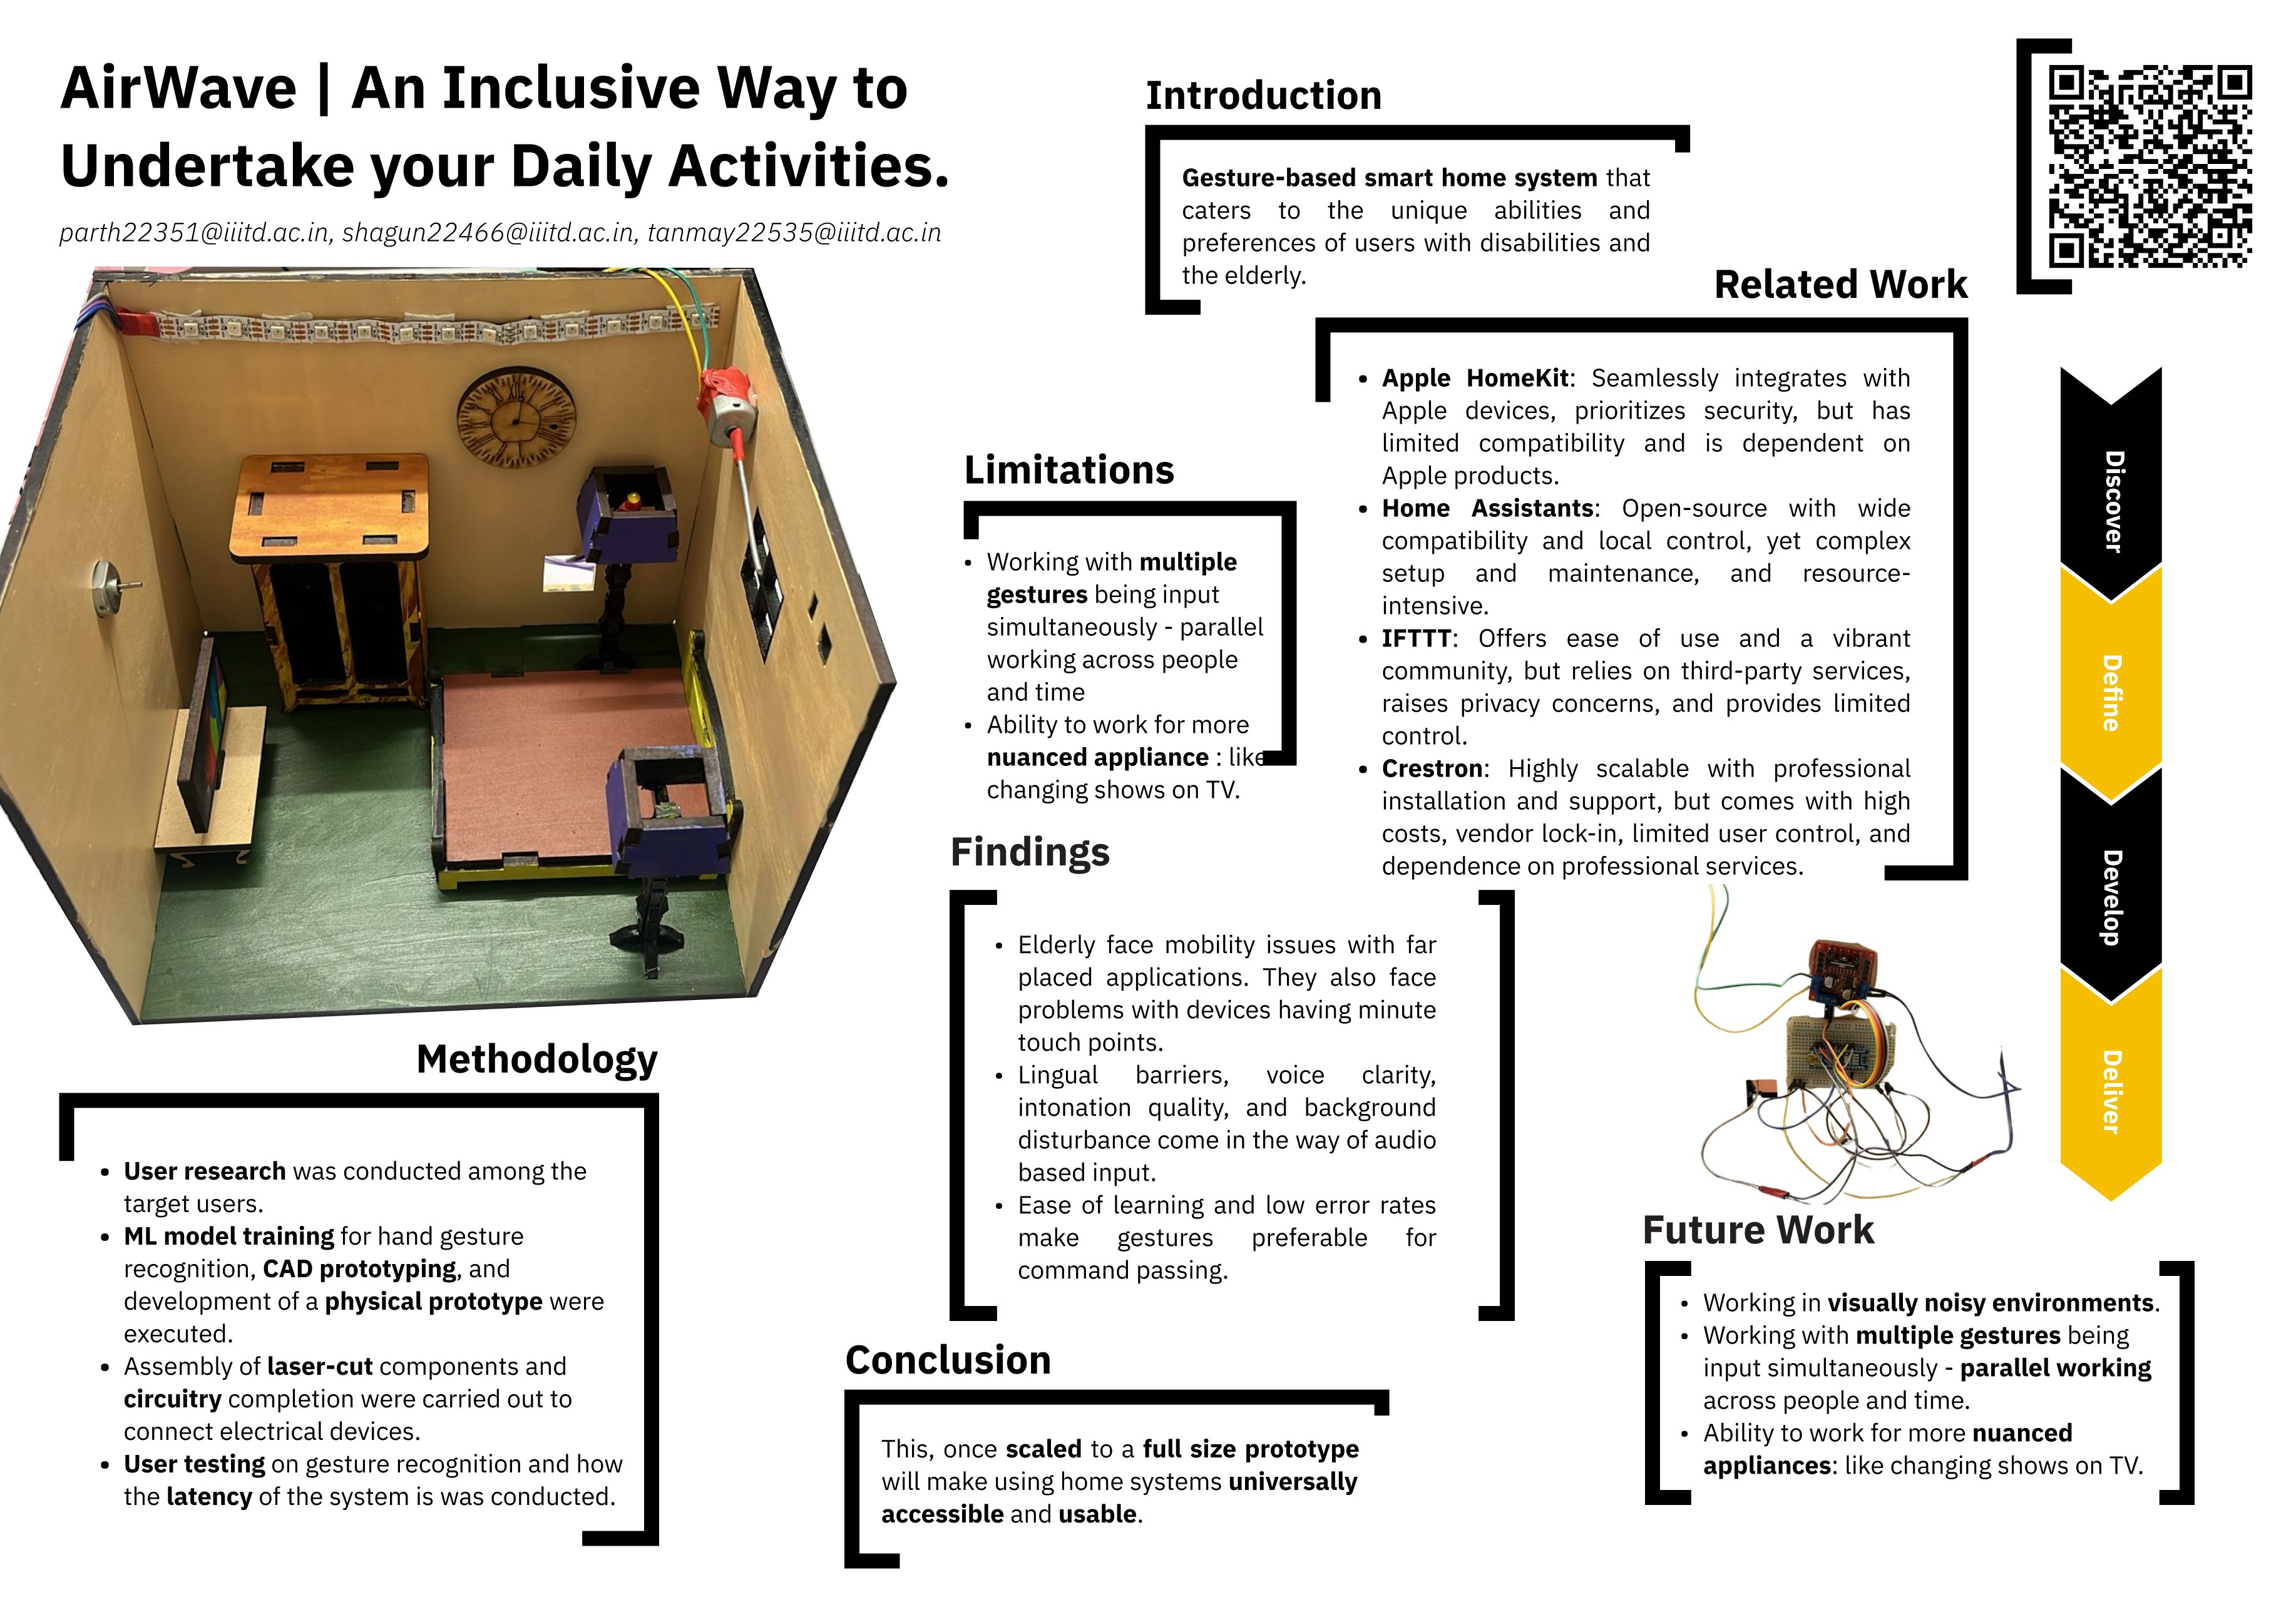 AirWave | An Inclusive Way to
Undertake your Daily Activities.
parth22351@iiitd.ac.in, shagun22466@iiitd.ac.in, tanmay22535@iiitd.ac.in
Introduction
Gesture-based smart home system that
caters to the unique abilities and
preferences of users with disabilities and
the elderly.
Related Work
• Apple HomeKit: Seamlessly integrates with
Apple devices, prioritizes security, but has
limited compatibility and is dependent on
Apple products.
• Home Assistants: Open-source with wide
compatibility and local control, yet complex
setup and maintenance, and resource-
intensive.
• IFTTT: Offers ease of use and a vibrant
community, but relies on third-party services,
raises privacy concerns, and provides limited
control.
• Crestron: Highly scalable with professional
installation and support, but comes with high
costs, vendor lock-in, limited user control, and
dependence on professional services.
Discover
Define
Develop
Deliver
Limitations
• Working with multiple
gestures being input
simultaneously - parallel
working across people
and time
• Ability to work for more
nuanced appliance : like
changing shows on TV.
Findings
• Elderly face mobility issues with far
placed applications. They also face
problems with devices having minute
touch points.
• Lingual barriers, voice clarity,
intonation quality, and background
disturbance come in the way of audio
based input.
• Ease of learning and low error rates
make gestures preferable for
command passing.
Methodology
• User research was conducted among the
target users.
• ML model training for hand gesture
recognition, CAD prototyping, and
development of a physical prototype were
executed.
• Assembly of laser-cut components and
circuitry completion were carried out to
connect electrical devices.
• User testing on gesture recognition and how
the latency of the system is was conducted.
Conclusion
This, once scaled to a full size prototype
will make using home systems universally
accessible and usable.
Future Work
• Working in visually noisy environments.
• Working with multiple gestures being
input simultaneously - parallel working
across people and time.
• Ability to work for more nuanced
appliances: like changing shows on TV.